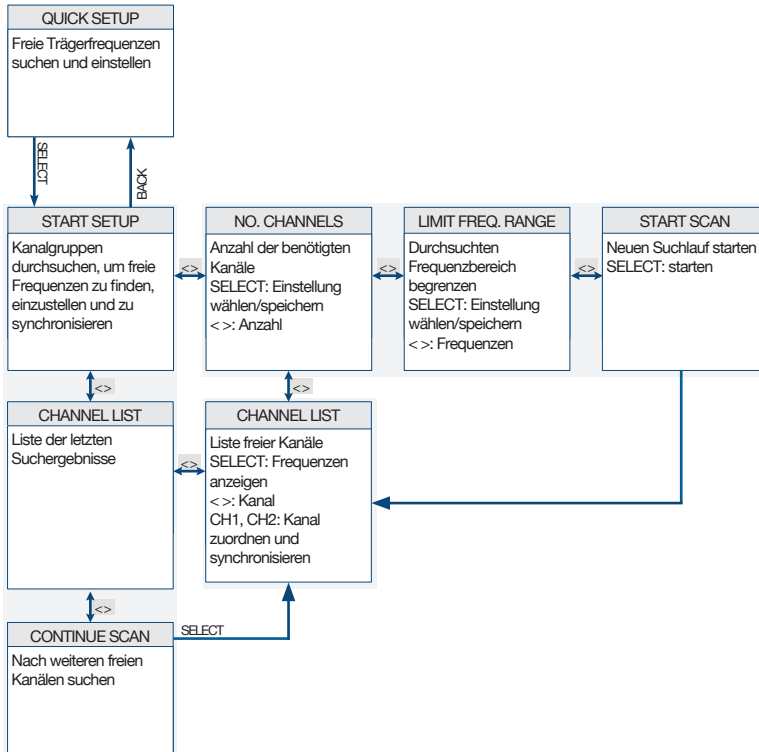 QUICK SETUP
Freie Trägerfrequenzen
suchen und einstellen
SELECT
BACK
START SETUP
Kanalgruppen
durchsuchen, um freie
Frequenzen zu finden,
einzustellen und zu
synchronisieren
<>
NO. CHANNELS
Anzahl der benötigten
Kanäle
SELECT: Einstellung
wählen/speichern
< >: Anzahl
<>
LIMIT FREQ. RANGE
Durchsuchten
Frequenzbereich
begrenzen
SELECT: Einstellung
wählen/speichern
< >: Frequenzen
<>
START SCAN
Neuen Suchlauf starten
SELECT: starten
<>
<>
CHANNEL LIST
Liste der letzten
Suchergebnisse
<>
CHANNEL LIST
Liste freier Kanäle
SELECT: Frequenzen
anzeigen
< >: Kanal
CH1, CH2: Kanal
zuordnen und
synchronisieren
<>
CONTINUE SCAN
Nach weiteren freien
Kanälen suchen
SELECT